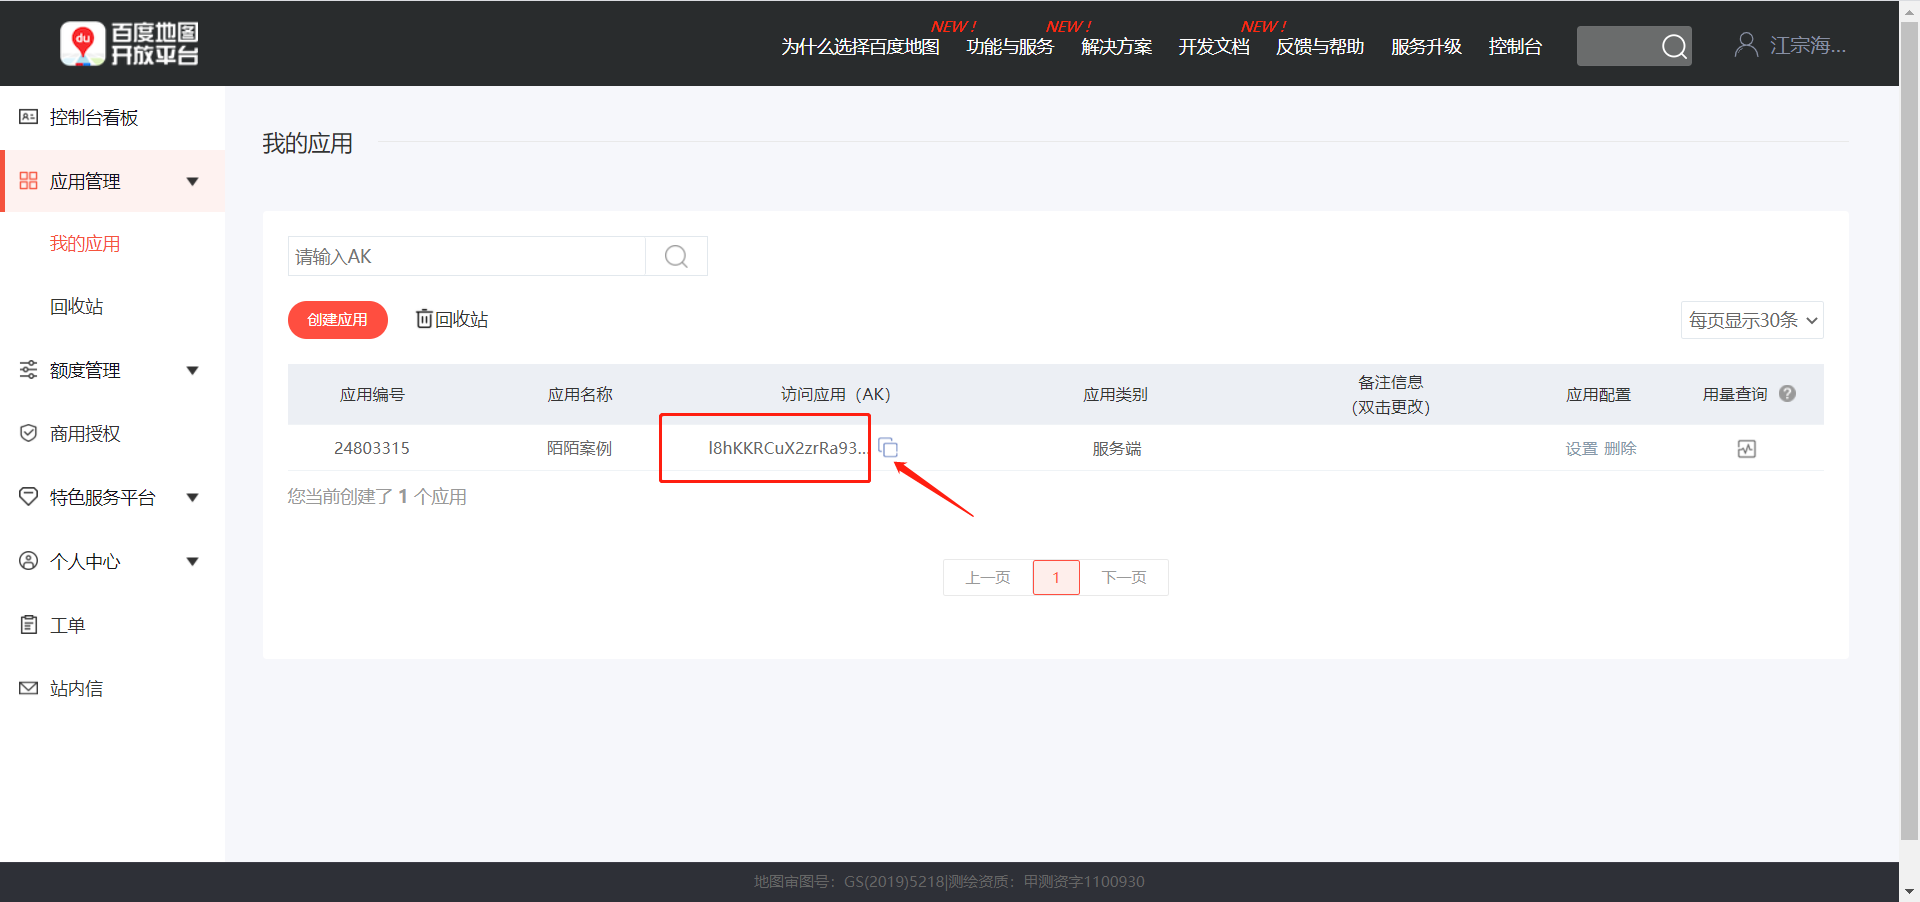 百度地图
开放平台
du
NEW !
NEW !
NEW !
为什么选择百度地图 功能与服务 解决方案 开发文档 反馈与帮助 服务升级 控制台
江宗海...
控制台看板
应用管理
我的应用
回收站
额度管理
商用授权
特色服务平台
个人中心
工单
站内信
我的应用
请输入AK
创建应用 回收站 每页显示30条
应用编号 应用名称 访问应用（AK） 应用类别 备注信息 (双击更改) 应用配置 用量查询 ?
24803315 陌陌案例 l8hKKRCuX2zrRa93... 服务端 设置 删除
您当前创建了 1 个应用
上一页 1 下一页
地图审图号：GS(2019)5218|测绘资质：甲测资字1100930